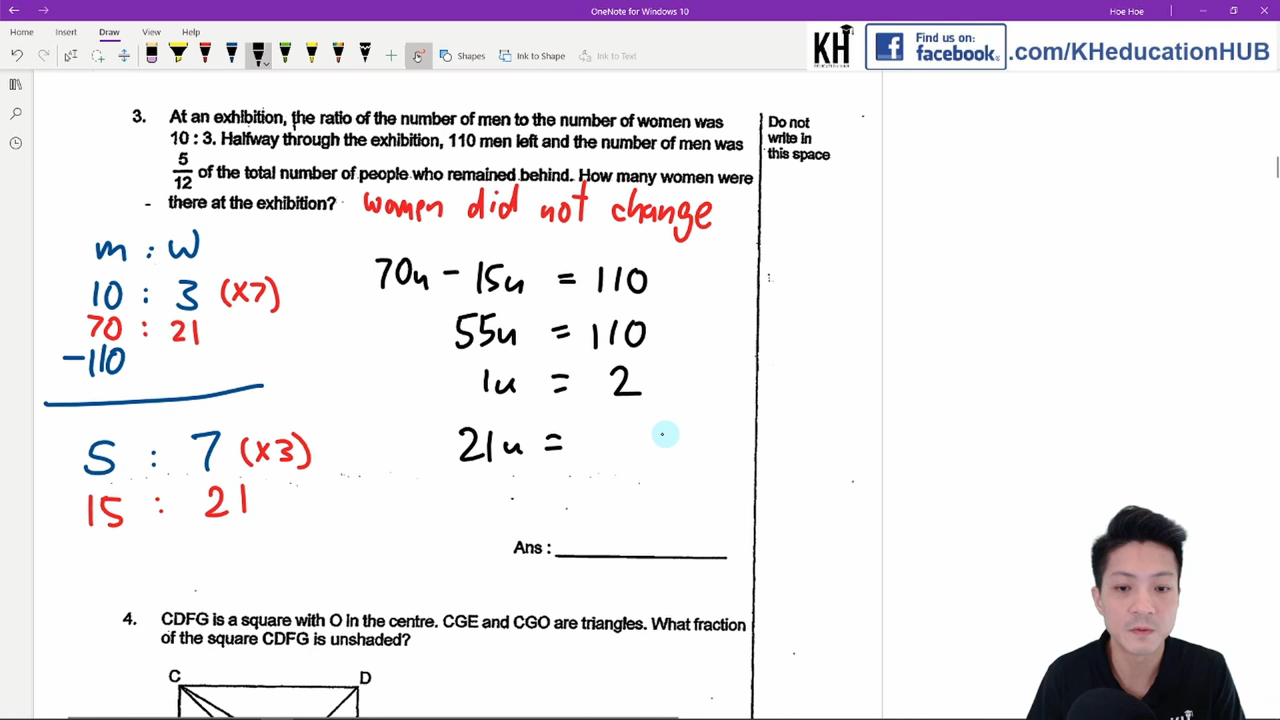 OneNote for Windows 10
Hoe Hoe
Home Insert Draw View Help
Shapes Ink to Shape Ink to Text
KH
Find us on:
facebook.
.com/KHeducationHUB
3. At an exhibition, the ratio of the number of men to the number of women was
10 : 3. Halfway through the exhibition, 110 men left and the number of men was
5/12 of the total number of people who remained behind. How many women were
there at the exhibition?
Do not
write in
this space
women did not change
m : W
10 : 3 (x7)
70 : 21
-110
5 : 7 (x3)
15 : 21
70u - 15u = 110
55u = 110
1u = 2
21u =
Ans :
4. CDFG is a square with O in the centre. CGE and CGO are triangles. What fraction
of the square CDFG is unshaded?
C D